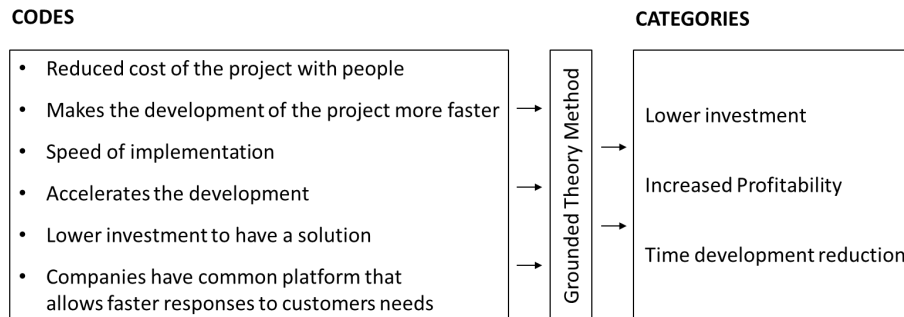 CODES
• Reduced cost of the project with people
• Makes the development of the project more faster
• Speed of implementation
• Accelerates the development
• Lower investment to have a solution
• Companies have common platform that
allows faster responses to customers needs
Grounded Theory Method
CATEGORIES
Lower investment
Increased Profitability
Time development reduction